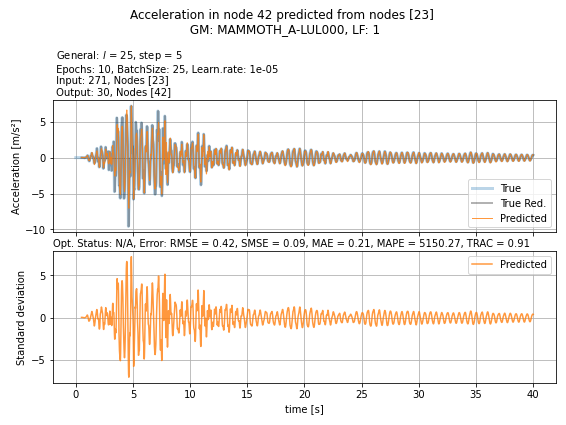 Acceleration in node 42 predicted from nodes [23]
GM: MAMMOTH_A-LUL000, LF: 1
General: l = 25, step = 5
Epochs: 10, BatchSize: 25, Learn.rate: 1e-05
Input: 271, Nodes [23]
Output: 30, Nodes [42]
Acceleration [m/s²]
5
0
−5
−10
True
True Red.
Predicted
Opt. Status: N/A, Error: RMSE = 0.42, SMSE = 0.09, MAE = 0.21, MAPE = 5150.27, TRAC = 0.91
Standard deviation
5
0
−5
Predicted
0 5 10 15 20 25 30 35 40
time [s]